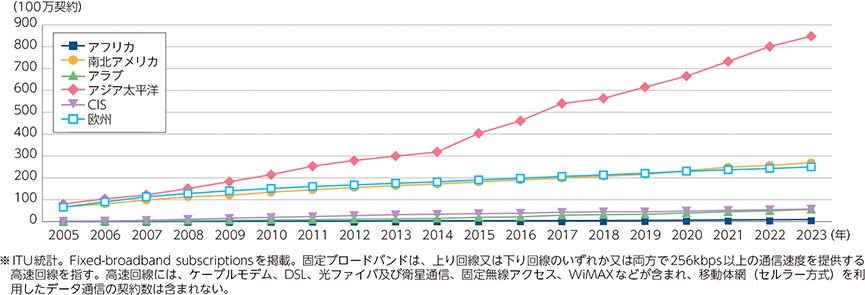 (100万契約)
900
800
700
600
500
400
300
200
100
0
アフリカ
南北アメリカ
アラブ
アジア太平洋
CIS
欧州
2005 2006 2007 2008 2009 2010 2011 2012 2013 2014 2015 2016 2017 2018 2019 2020 2021 2022 2023 (年)
※ITU統計。Fixed-broadband subscriptionsを掲載。固定ブロードバンドは、上り回線又は下り回線のいずれか又は両方で256kbps以上の通信速度を提供する
高速回線を指す。高速回線には、ケーブルモデム、DSL、光ファイバ及び衛星通信、固定無線アクセス、WiMAXなどが含まれ、移動体網（セルラー方式）を利
用したデータ通信の契約数は含まれない。